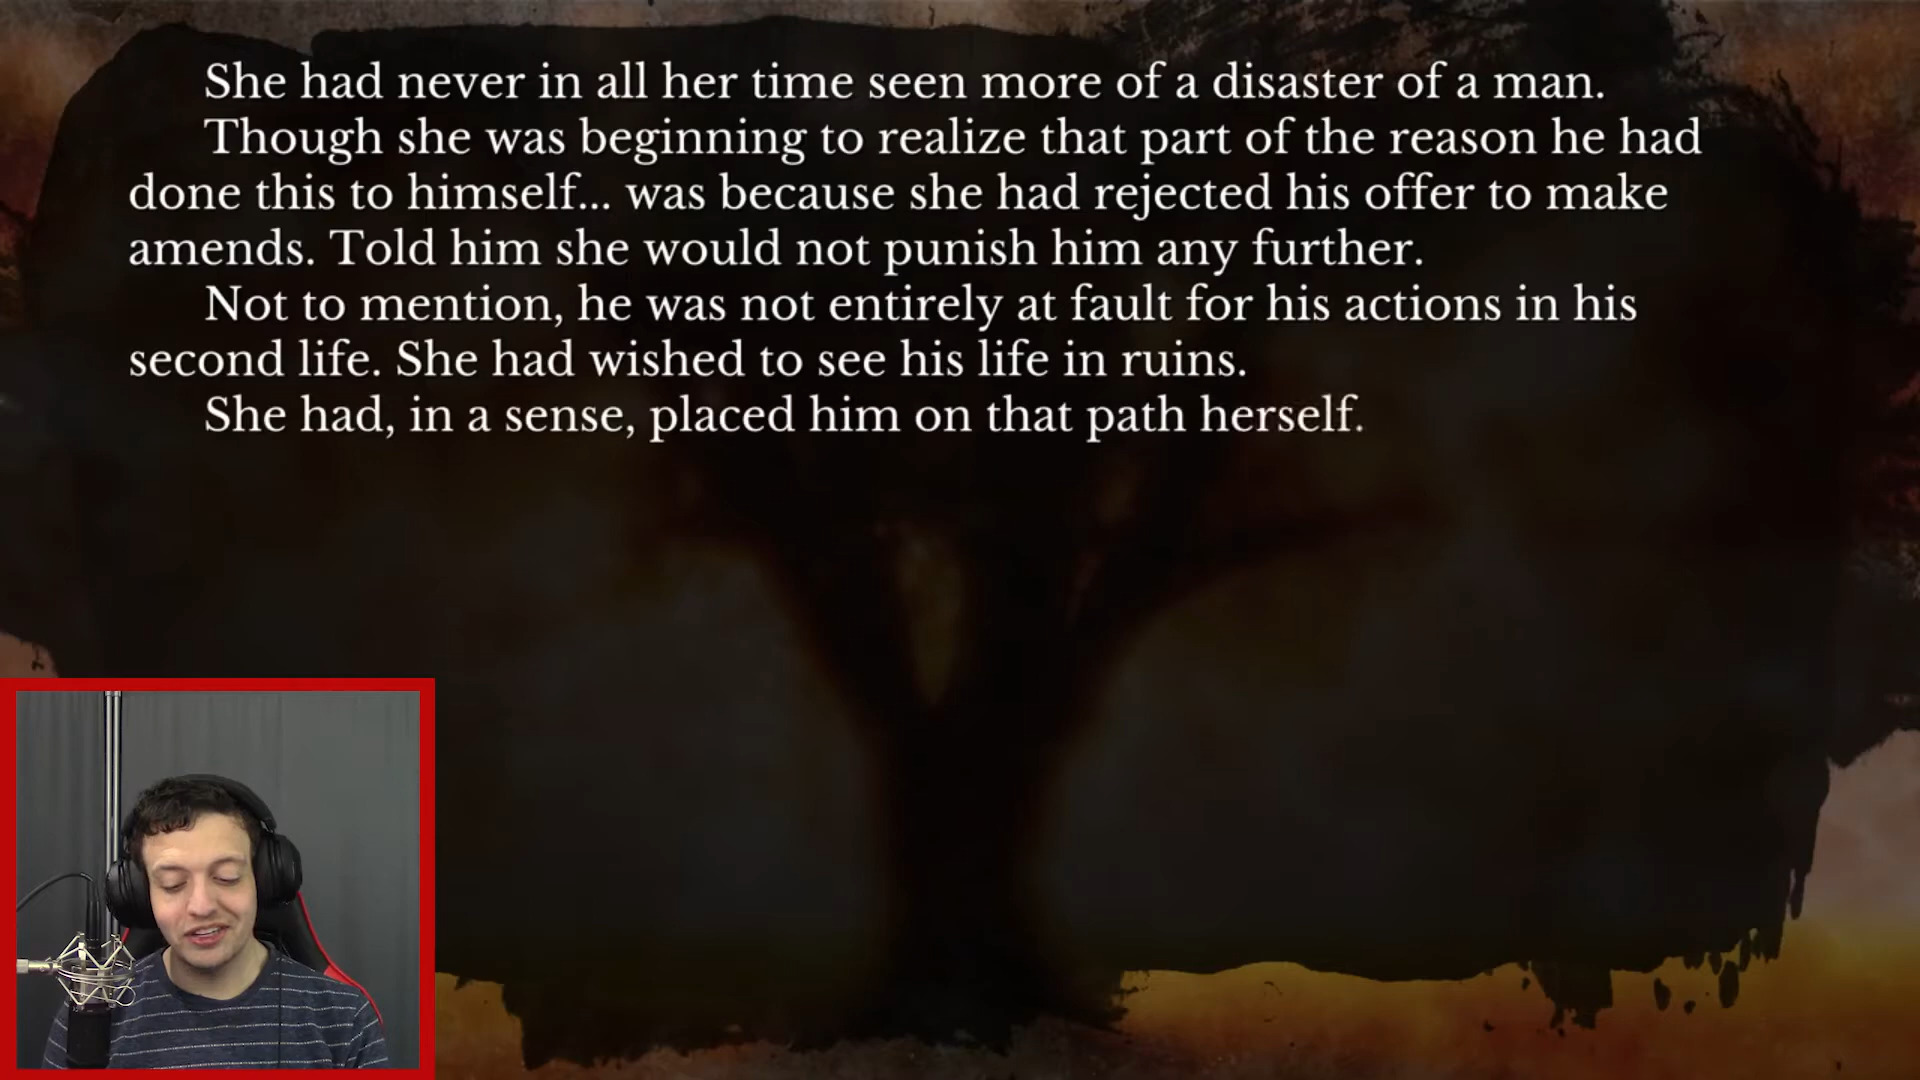 She had never in all her time seen more of a disaster of a man.
Though she was beginning to realize that part of the reason he had
done this to himself... was because she had rejected his offer to make
amends. Told him she would not punish him any further.
Not to mention, he was not entirely at fault for his actions in his
second life. She had wished to see his life in ruins.
She had, in a sense, placed him on that path herself.